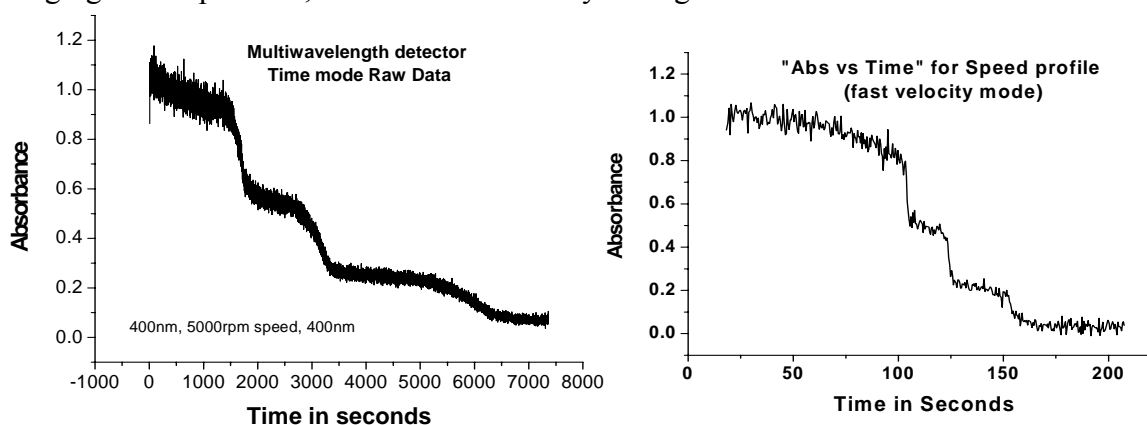 Multiwavelength detector
Time mode Raw Data
Absorbance
1.2
1.0
0.8
0.6
0.4
0.2
0.0
400nm, 5000rpm speed, 400nm
-1000 0 1000 2000 3000 4000 5000 6000 7000 8000
Time in seconds
"Abs vs Time" for Speed profile
(fast velocity mode)
Absorbance
1.2
1.0
0.8
0.6
0.4
0.2
0.0
0 50 100 150 200
Time in Seconds